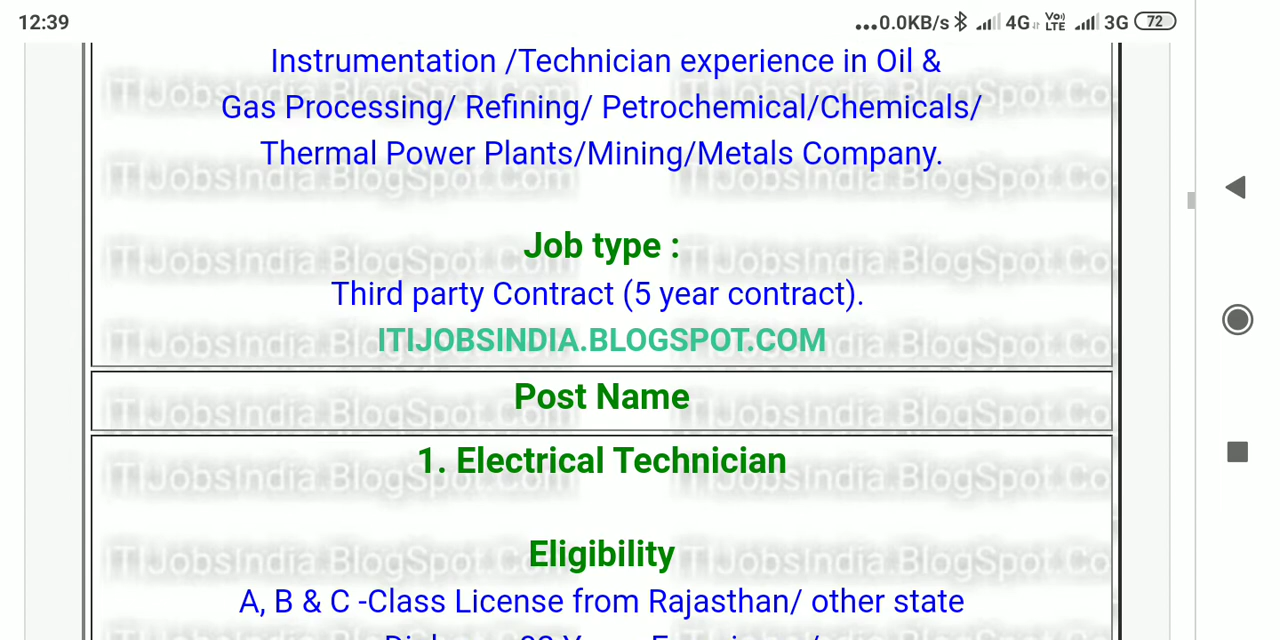 12:39
...0.0KB/s 4G Vo)) LTE 3G 72
Instrumentation /Technician experience in Oil &
Gas Processing/ Refining/ Petrochemical/Chemicals/
Thermal Power Plants/Mining/Metals Company.
Job type :
Third party Contract (5 year contract).
ITIJOBSINDIA.BLOGSPOT.COM
Post Name
1. Electrical Technician
Eligibility
A, B & C -Class License from Rajasthan/ other state